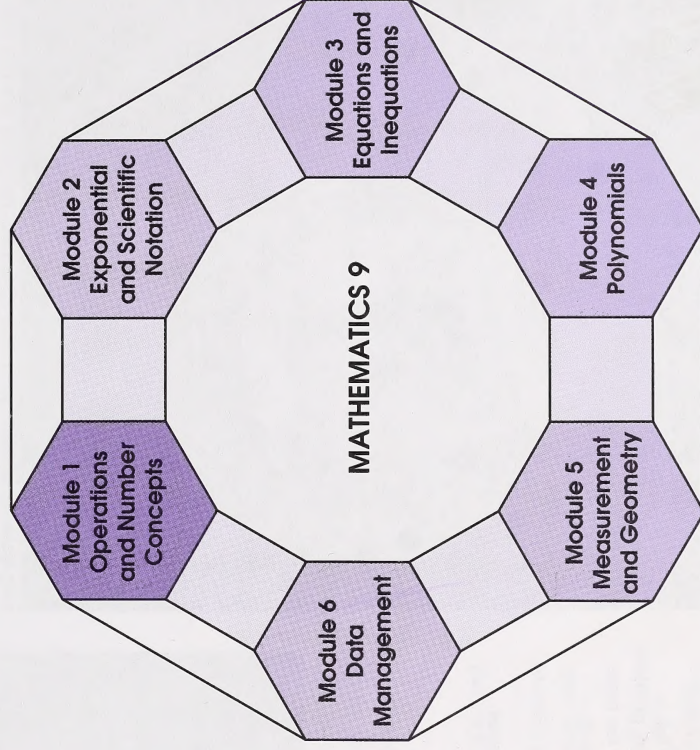 Module 1
Operations
and Number
Concepts
Module 2
Exponential
and Scientific
Notation
Module 3
Equations and
Inequations
Module 4
Polynomials
Module 5
Measurement
and Geometry
Module 6
Data
Management
MATHEMATICS 9